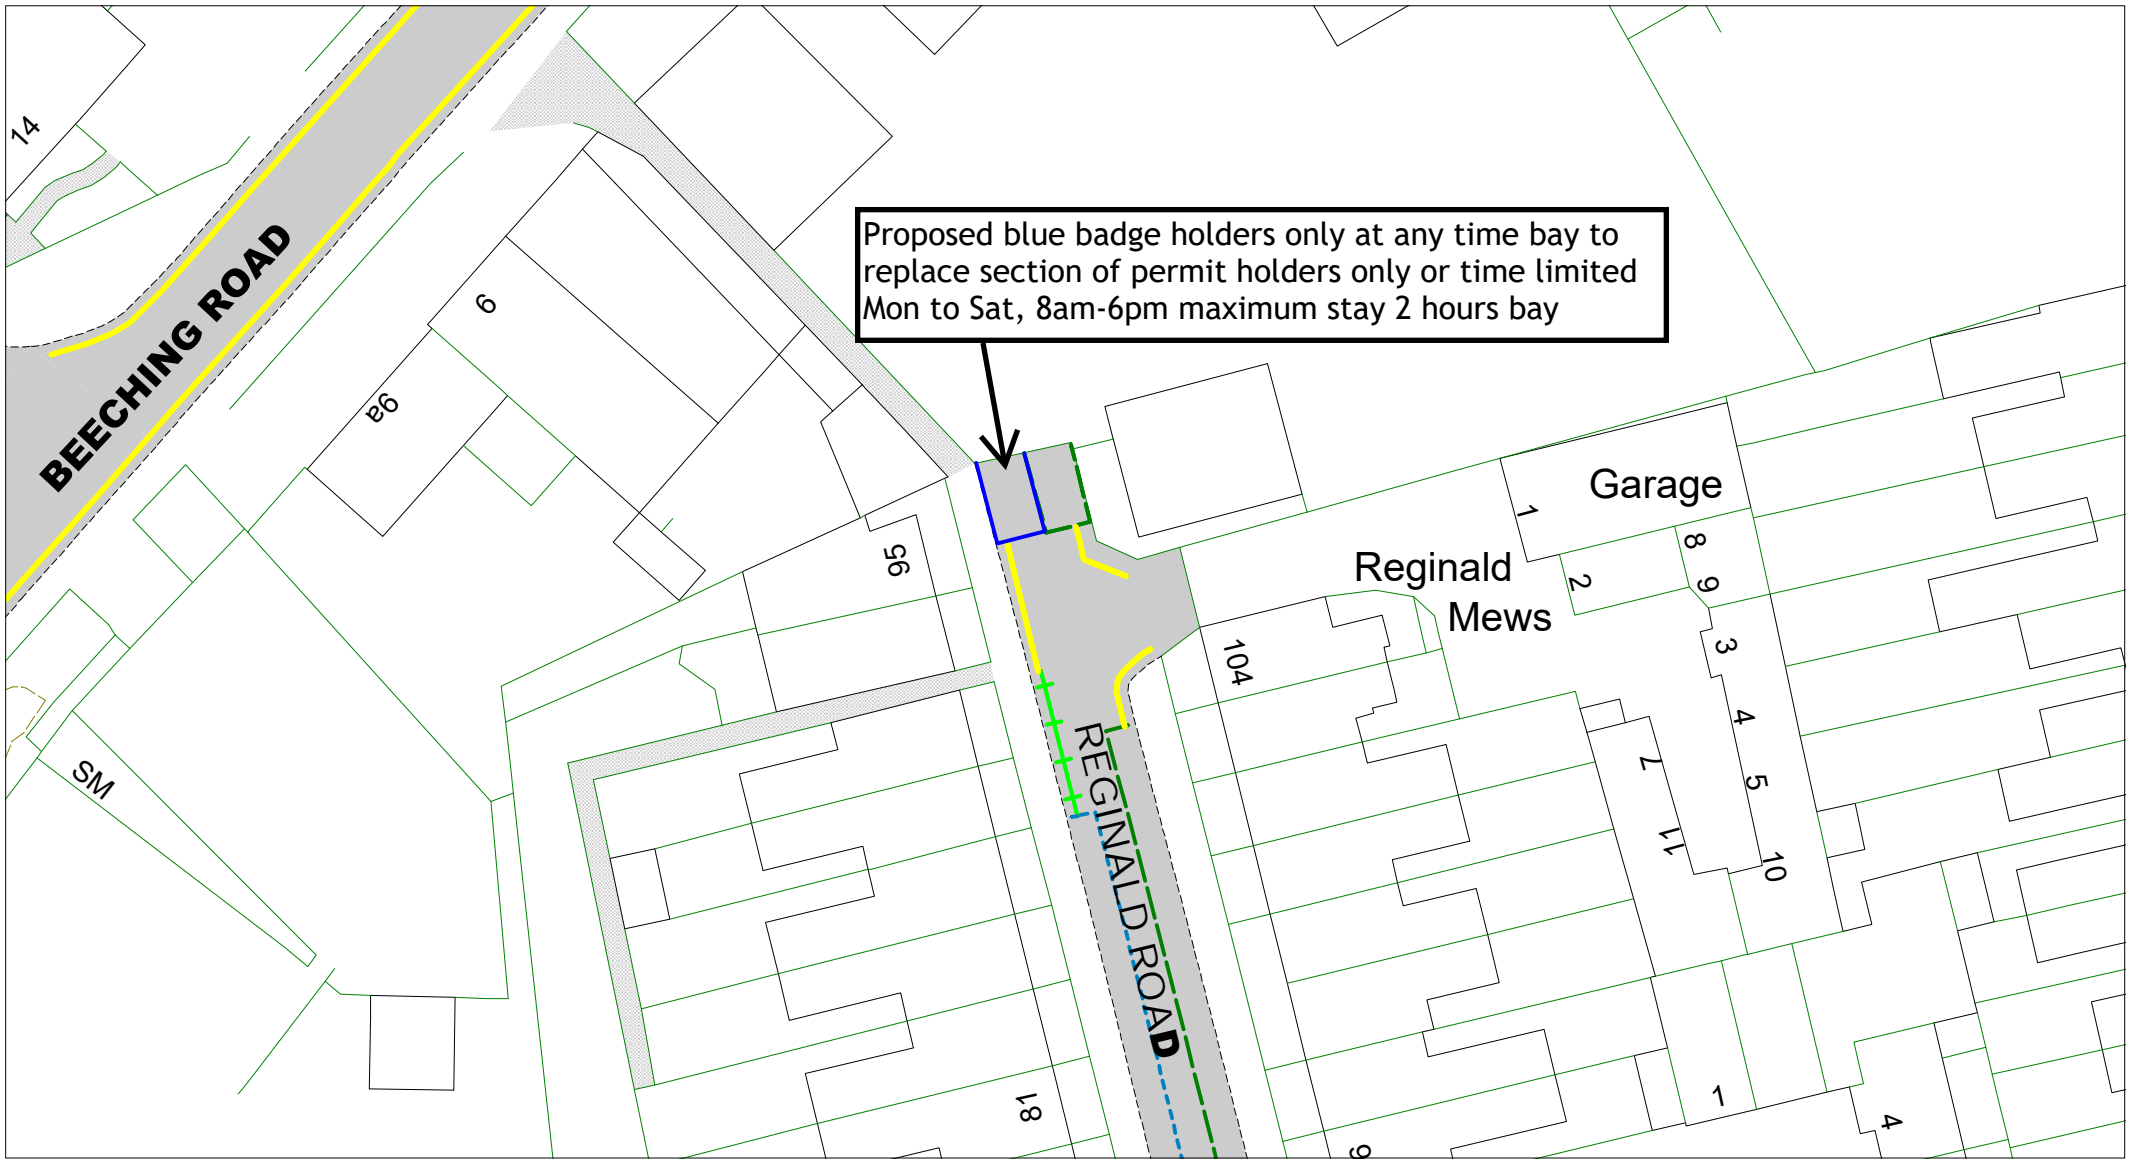 14
BEECHING ROAD
9
9a
Proposed blue badge holders only at any time bay to
replace section of permit holders only or time limited
Mon to Sat, 8am-6pm maximum stay 2 hours bay
Garage
1
8
9
2
Reginald
Mews
95
104
3
4
5
7
11
10
REGINALD ROAD
SM
81
1
4